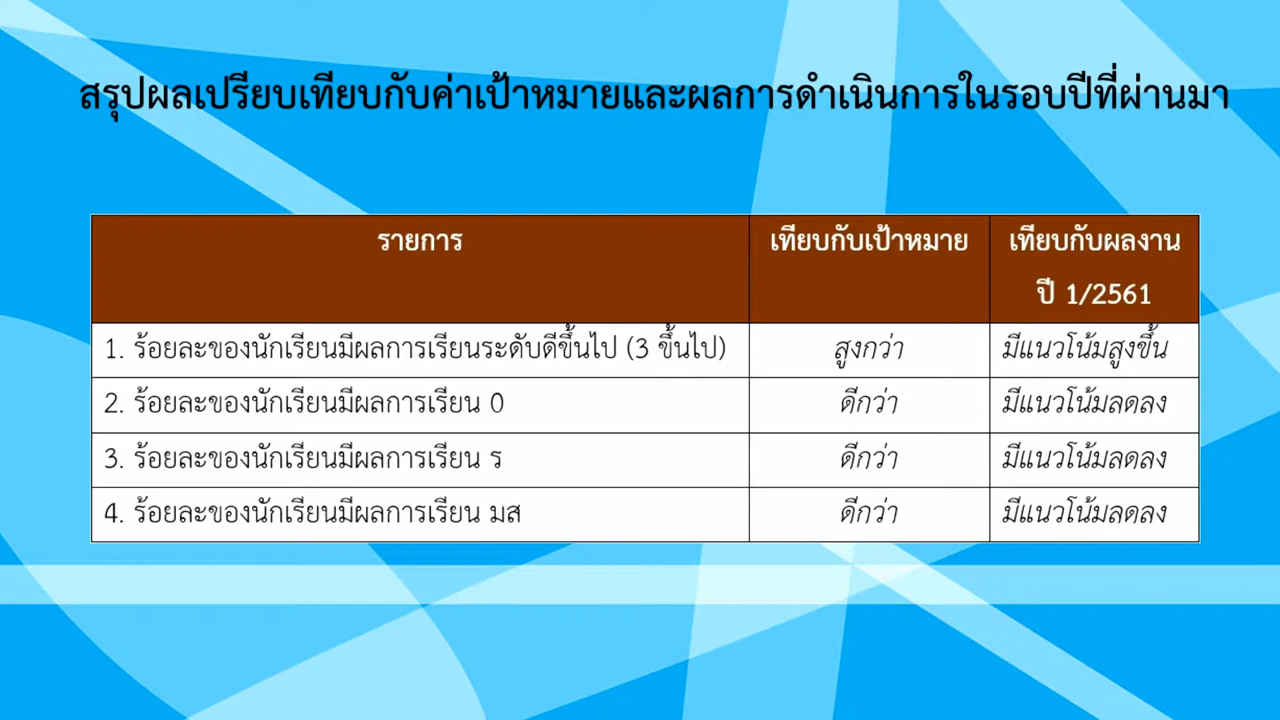 สรุปผลเปรียบเทียบกับค่าเป้าหมายและผลการดำเนินการในรอบปีที่ผ่านมา
รายการ เทียบกับเป้าหมาย เทียบกับผลงาน
ปี 1/2561
1. ร้อยละของนักเรียนมีผลการเรียนระดับดีขึ้นไป (3 ขึ้นไป) สูงกว่า มีแนวโน้มสูงขึ้น
2. ร้อยละของนักเรียนมีผลการเรียน 0 ดีกว่า มีแนวโน้มลดลง
3. ร้อยละของนักเรียนมีผลการเรียน ร ดีกว่า มีแนวโน้มลดลง
4. ร้อยละของนักเรียนมีผลการเรียน มส ดีกว่า มีแนวโน้มลดลง